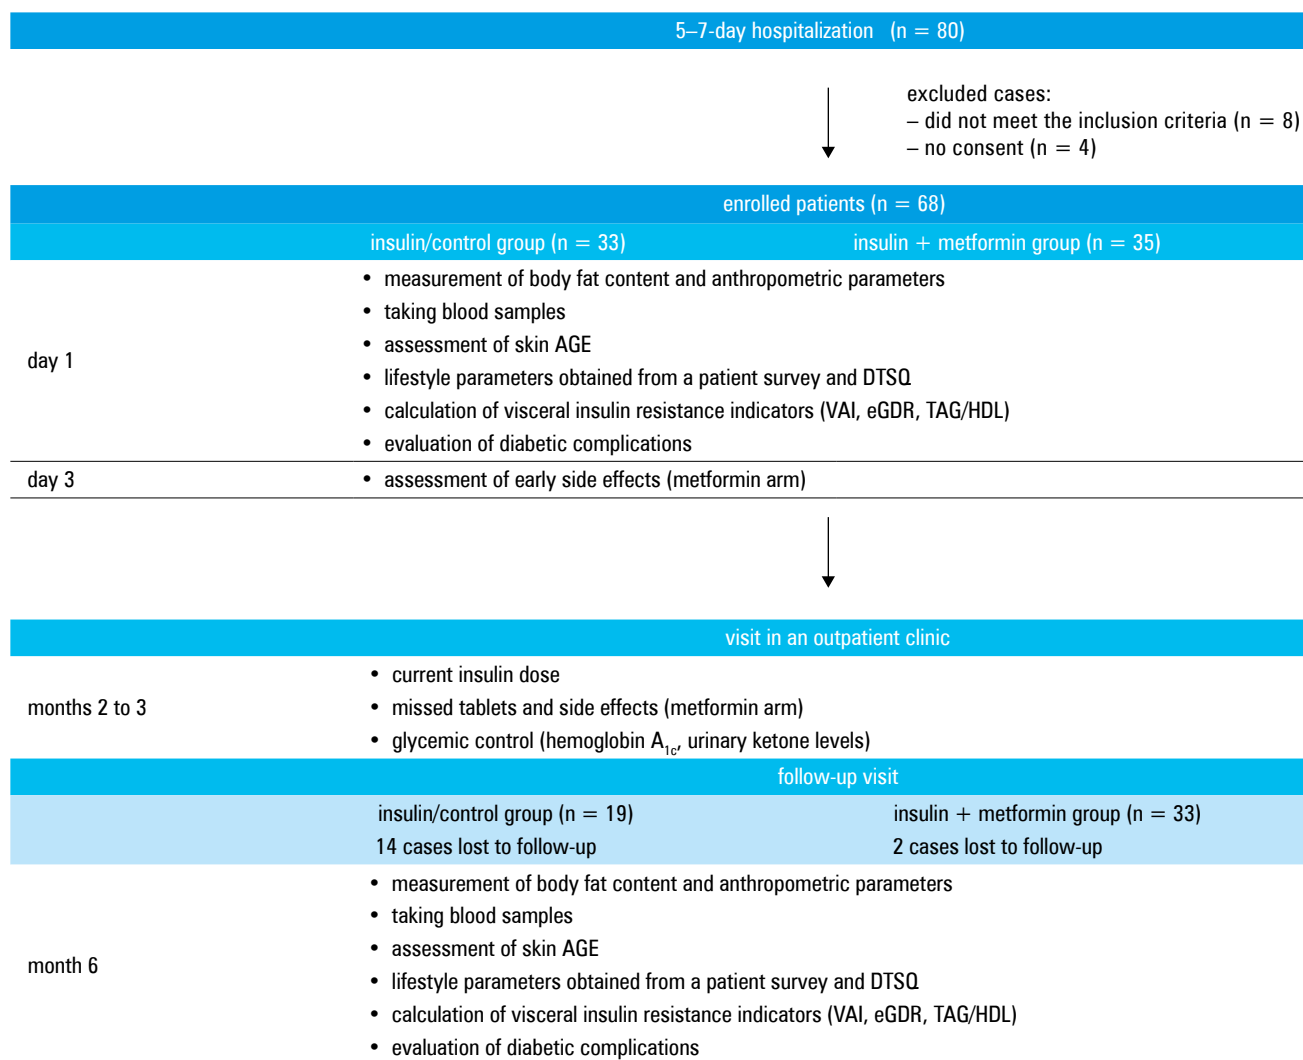 5–7-day hospitalization (n = 80)
excluded cases:
– did not meet the inclusion criteria (n = 8)
– no consent (n = 4)
enrolled patients (n = 68)
insulin/control group (n = 33) insulin + metformin group (n = 35)
day 1
• measurement of body fat content and anthropometric parameters
• taking blood samples
• assessment of skin AGE
• lifestyle parameters obtained from a patient survey and DTSQ
• calculation of visceral insulin resistance indicators (VAI, eGDR, TAG/HDL)
• evaluation of diabetic complications
day 3 • assessment of early side effects (metformin arm)
visit in an outpatient clinic
months 2 to 3
• current insulin dose
• missed tablets and side effects (metformin arm)
• glycemic control (hemoglobin A1c, urinary ketone levels)
follow-up visit
insulin/control group (n = 19) insulin + metformin group (n = 33)
14 cases lost to follow-up 2 cases lost to follow-up
month 6
• measurement of body fat content and anthropometric parameters
• taking blood samples
• assessment of skin AGE
• lifestyle parameters obtained from a patient survey and DTSQ
• calculation of visceral insulin resistance indicators (VAI, eGDR, TAG/HDL)
• evaluation of diabetic complications